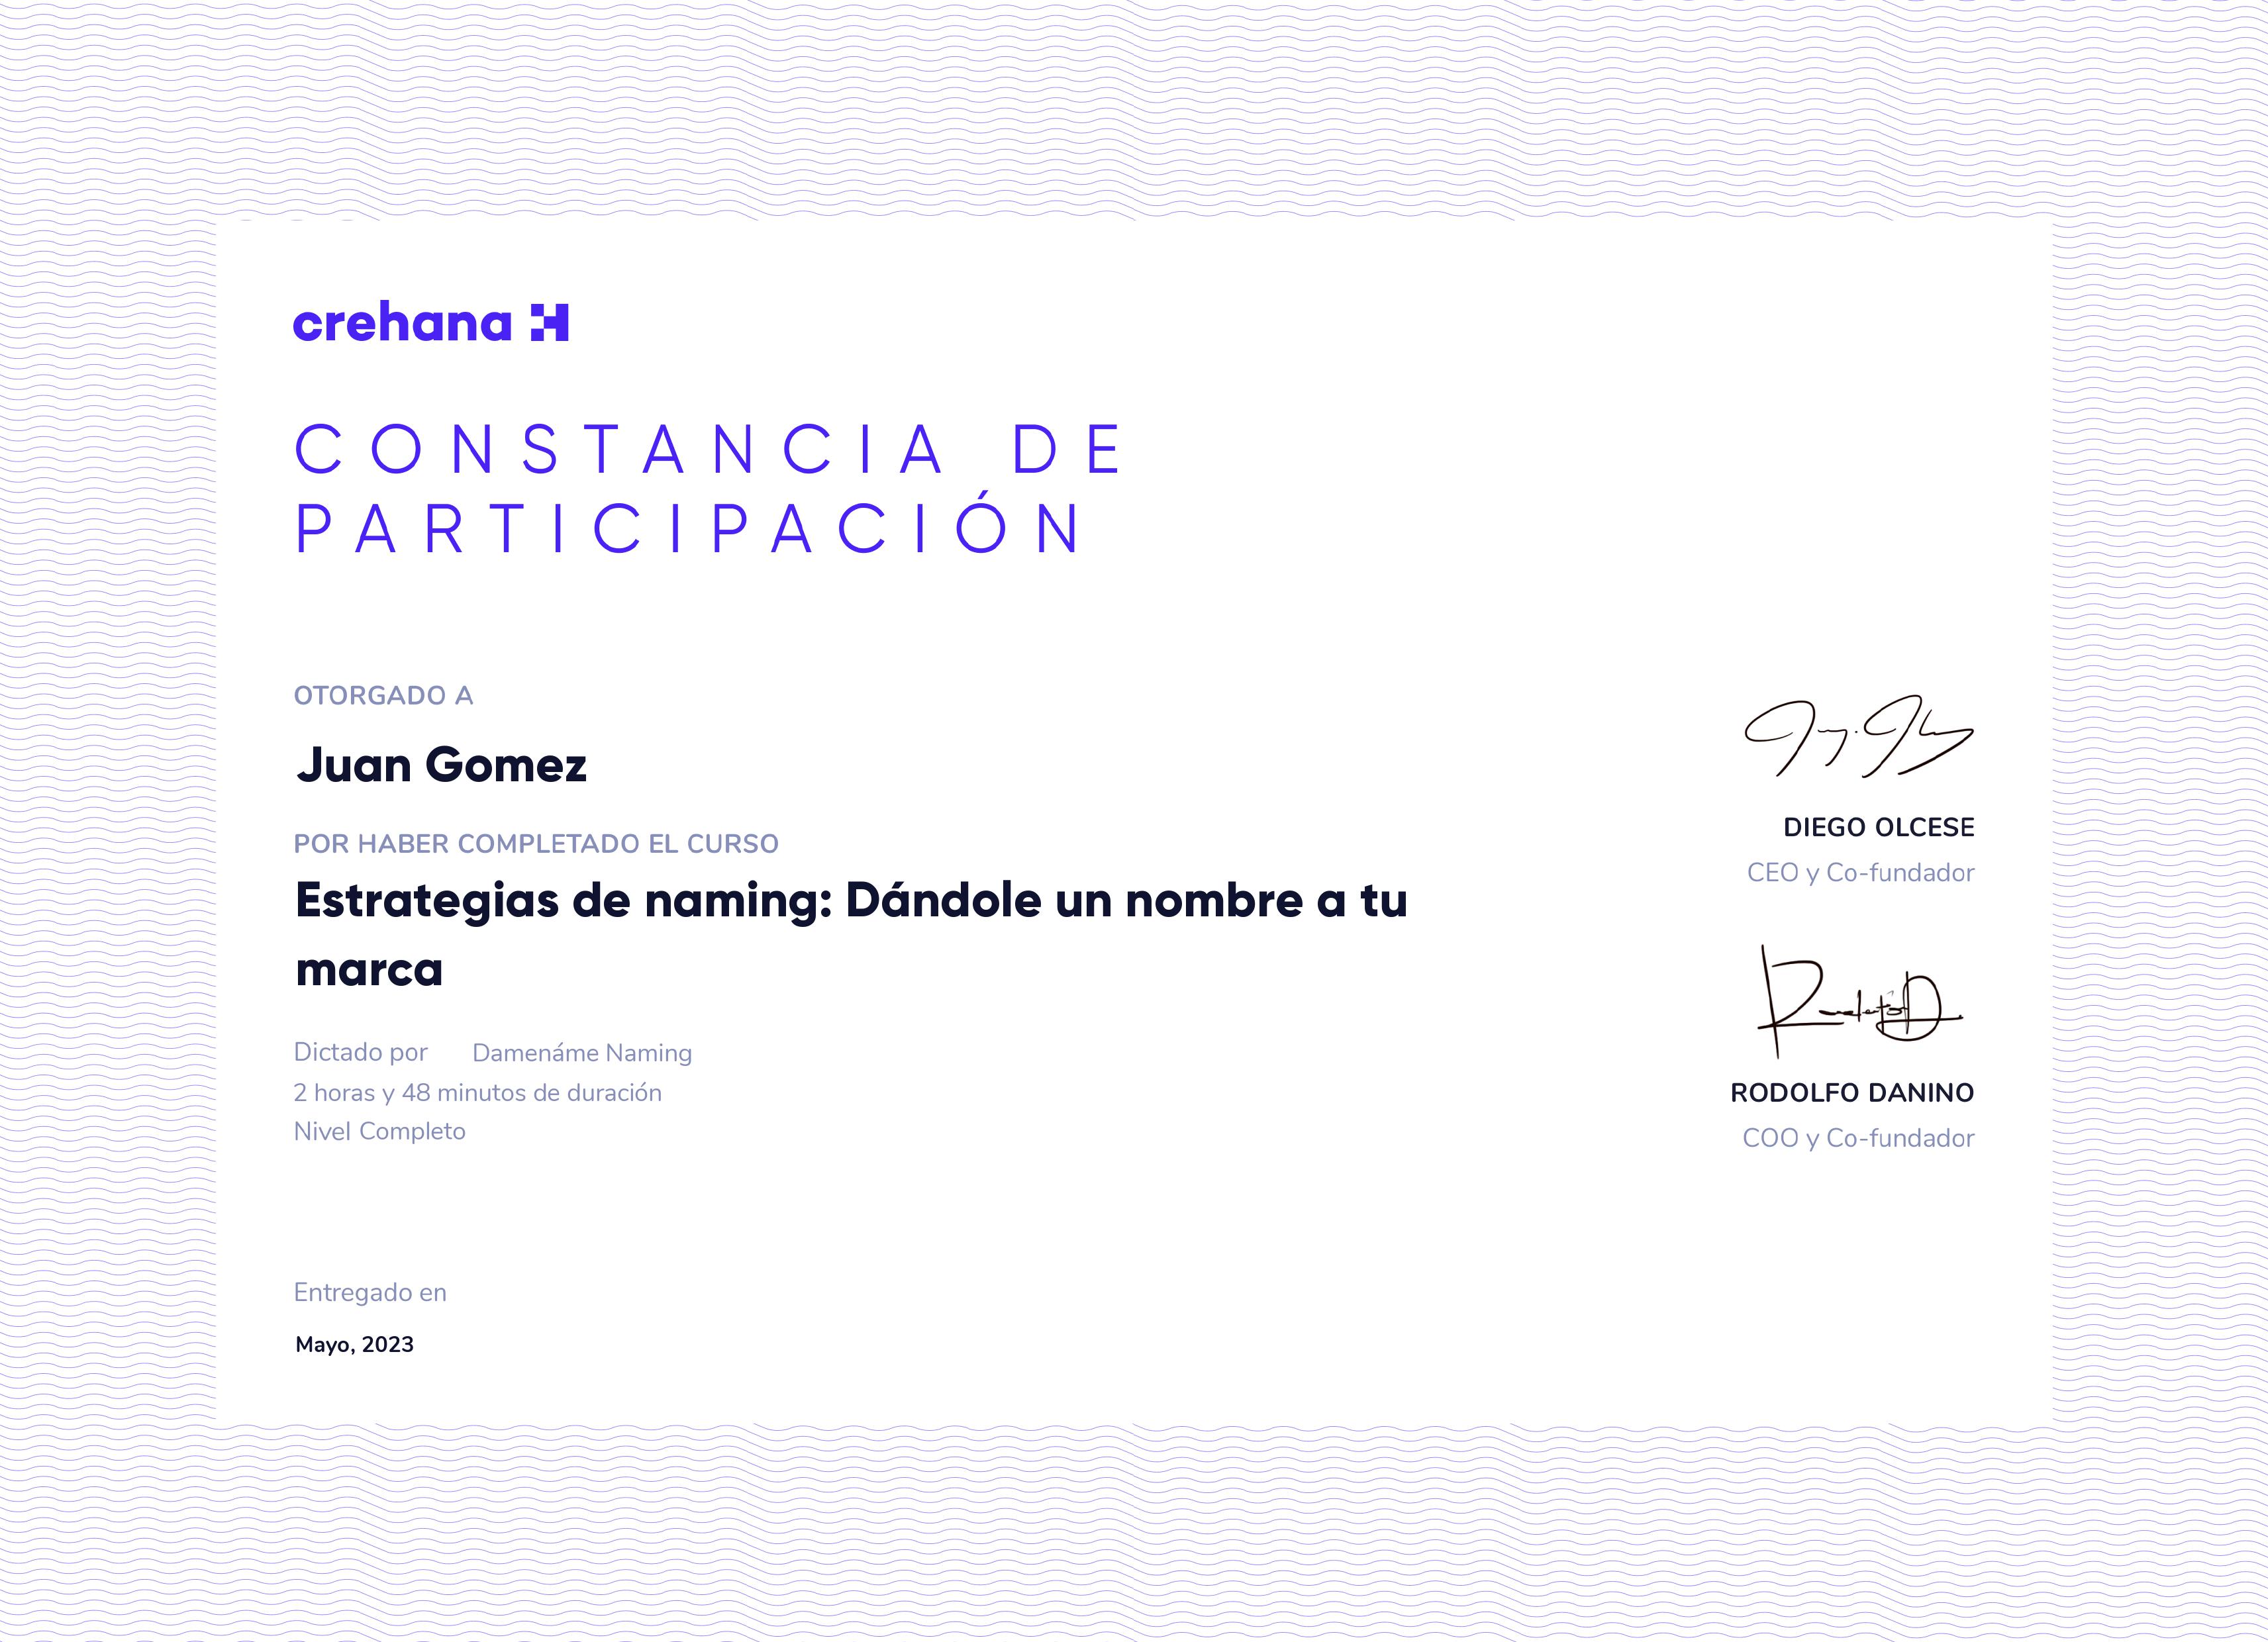 crehana
CONSTANCIA DE
PARTICIPACIÓN
OTORGADO A
Juan Gomez
POR HABER COMPLETADO EL CURSO
Estrategias de naming: Dándole un nombre a tu
marca
Dictado por Damenáme Naming
2 horas y 48 minutos de duración
Nivel Completo
Entregado en
Mayo, 2023
DIEGO OLCESE
CEO y Co-fundador
RODOLFO DANINO
COO y Co-fundador